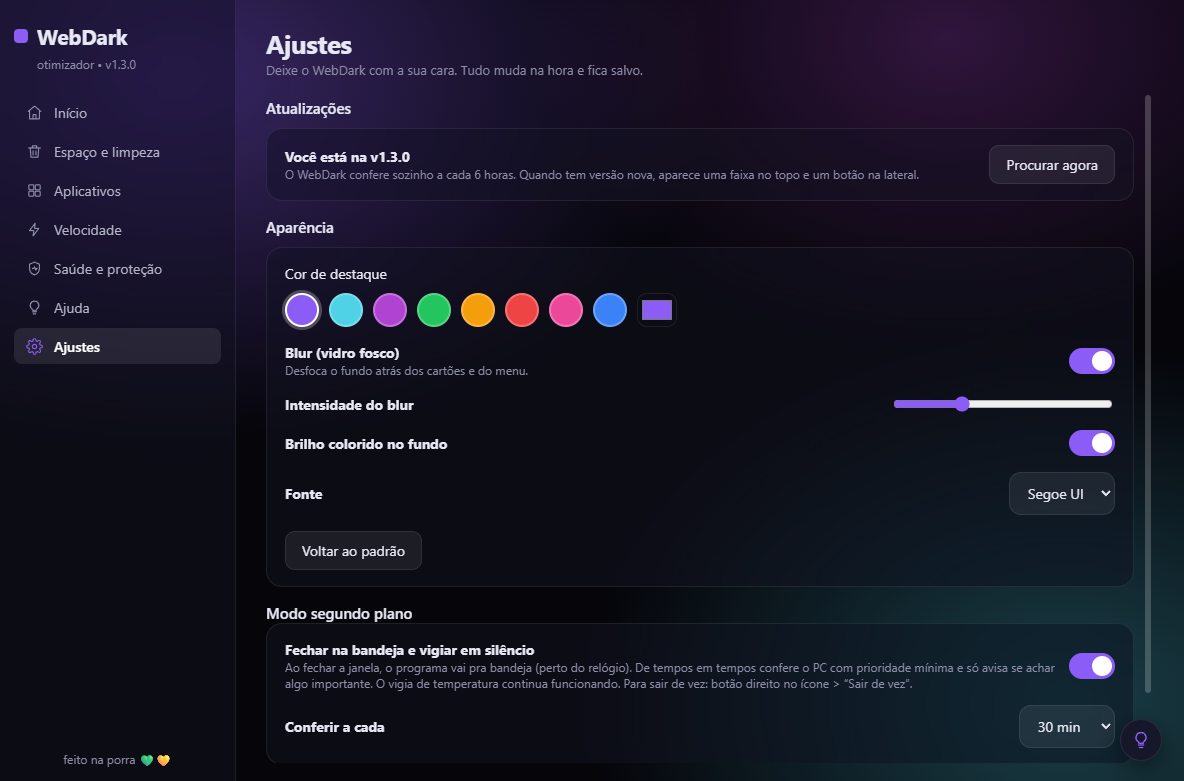 WebDark
otimizador • v1.3.0
Início
Espaço e limpeza
Aplicativos
Velocidade
Saúde e proteção
Ajuda
Ajustes
feito na porra 💚💛
Ajustes
Deixe o WebDark com a sua cara. Tudo muda na hora e fica salvo.
Atualizações
Você está na v1.3.0
O WebDark confere sozinho a cada 6 horas. Quando tem versão nova, aparece uma faixa no topo e um botão na lateral.
Procurar agora
Aparência
Cor de destaque
Blur (vidro fosco)
Desfoca o fundo atrás dos cartões e do menu.
Intensidade do blur
Brilho colorido no fundo
Fonte
Segoe UI
Voltar ao padrão
Modo segundo plano
Fechar na bandeja e vigiar em silêncio
Ao fechar a janela, o programa vai pra bandeja (perto do relógio). De tempos em tempos confere o PC com prioridade mínima e só avisa se achar
algo importante. O vigia de temperatura continua funcionando. Para sair de vez: botão direito no ícone > "Sair de vez".
Conferir a cada
30 min